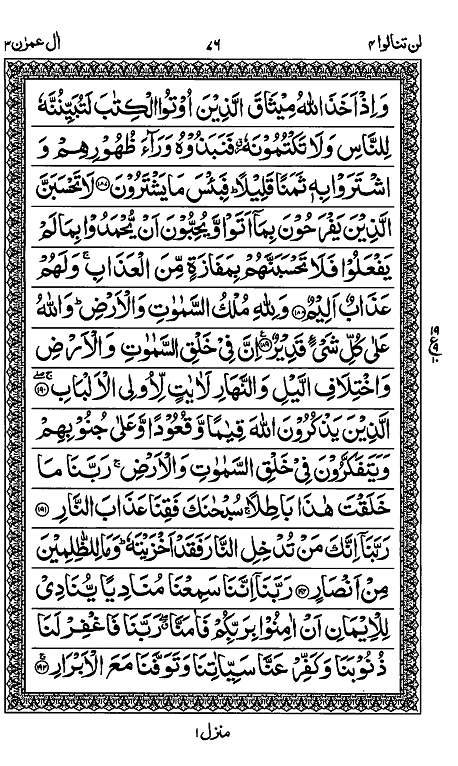 لن تنالوا ۴ ۷۶ اٰل عمرٰن ۳
وَاِذْ اَخَذَ اللّٰهُ مِيْثَاقَ الَّذِيْنَ اُوْتُوا الْكِتٰبَ لَتُبَيِّنُنَّهٗ
لِلنَّاسِ وَلَا تَكْتُمُوْنَهٗ٘ فَنَبَذُوْهُ وَرَآءَ ظُهُوْرِهِمْ وَ
اشْتَرَوْا بِهٖ ثَمَنًا قَلِيْلًا ؕ فَبِئْسَ مَا يَشْتَرُوْنَ ﴿۱۸۷﴾ لَا تَحْسَبَنَّ
الَّذِيْنَ يَفْرَحُوْنَ بِمَاۤ اَتَوْا وَّيُحِبُّوْنَ اَنْ يُّحْمَدُوْا بِمَا لَمْ
يَفْعَلُوْا فَلَا تَحْسَبَنَّهُمْ بِمَفَازَةٍ مِّنَ الْعَذَابِ ۚ وَلَهُمْ
عَذَابٌ اَلِيْمٌ ﴿۱۸۸﴾ وَلِلّٰهِ مُلْكُ السَّمٰوٰتِ وَالْاَرْضِ ؕ وَاللّٰهُ
عَلٰى كُلِّ شَيْءٍ قَدِيْرٌ ﴿۱۸۹﴾ اِنَّ فِيْ خَلْقِ السَّمٰوٰتِ وَالْاَرْضِ
وَاخْتِلَافِ الَّيْلِ وَالنَّهَارِ لَاٰيٰتٍ لِّاُولِي الْاَلْبَابِ ﴿۱۹۰﴾
الَّذِيْنَ يَذْكُرُوْنَ اللّٰهَ قِيٰمًا وَّقُعُوْدًا وَّعَلٰى جُنُوْبِهِمْ
وَيَتَفَكَّرُوْنَ فِيْ خَلْقِ السَّمٰوٰتِ وَالْاَرْضِ ۚ رَبَّنَا مَا
خَلَقْتَ هٰذَا بَاطِلًا ۚ سُبْحٰنَكَ فَقِنَا عَذَابَ النَّارِ ﴿۱۹۱﴾
رَبَّنَاۤ اِنَّكَ مَنْ تُدْخِلِ النَّارَ فَقَدْ اَخْزَيْتَهٗ ؕ وَمَا لِلظّٰلِمِيْنَ
مِنْ اَنْصَارٍ ﴿۱۹۲﴾ رَبَّنَاۤ اِنَّنَا سَمِعْنَا مُنَادِيًا يُّنَادِيْ
لِلْاِيْمَانِ اَنْ اٰمِنُوْا بِرَبِّكُمْ فَاٰمَنَّا ۖۗ رَبَّنَا فَاغْفِرْ لَنَا
ذُنُوْبَنَا وَكَفِّرْ عَنَّا سَيِّاٰتِنَا وَتَوَفَّنَا مَعَ الْاَبْرَارِ ﴿۱۹۳﴾
منزل ۱